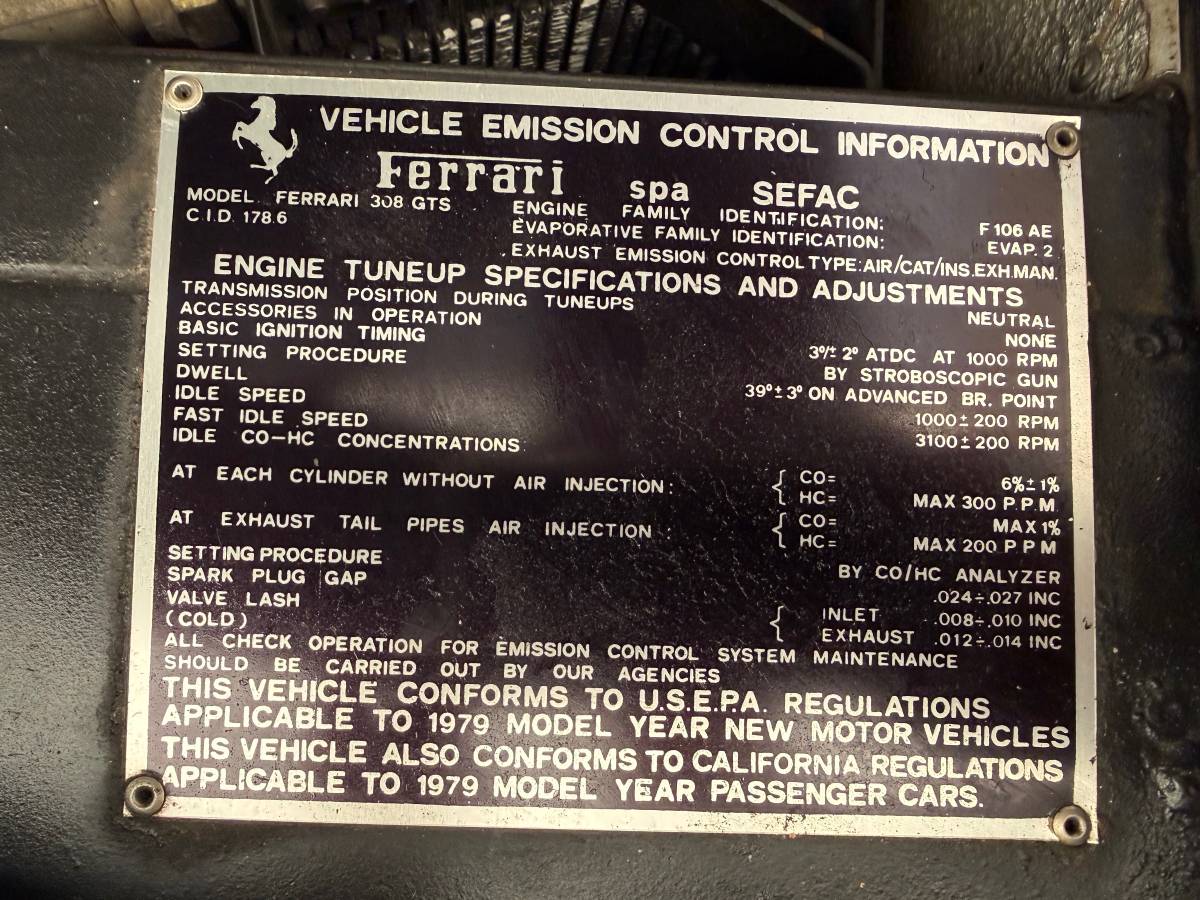 VEHICLE EMISSION CONTROL INFORMATION
Ferrari spa SEFAC
MODEL FERRARI 308 GTS ENGINE FAMILY IDENTIFICATION: F 106 AE
C.I.D. 178.6 EVAPORATIVE FAMILY IDENTIFICATION: EVAP. 2
EXHAUST EMISSION CONTROL TYPE: AIR/CAT/INS.EXH.MAN.
ENGINE TUNEUP SPECIFICATIONS AND ADJUSTMENTS
TRANSMISSION POSITION DURING TUNEUPS NEUTRAL
ACCESSORIES IN OPERATION NONE
BASIC IGNITION TIMING 3º/± 2º ATDC AT 1000 RPM
SETTING PROCEDURE BY STROBOSCOPIC GUN
DWELL 39º±3º ON ADVANCED BR. POINT
IDLE SPEED 1000±200 RPM
FAST IDLE SPEED 3100±200 RPM
IDLE CO-HC CONCENTRATIONS
AT EACH CYLINDER WITHOUT AIR INJECTION: { CO= 6%±1%
HC= MAX 300 P.P.M.
AT EXHAUST TAIL PIPES AIR INJECTION: { CO= MAX 1%
HC= MAX 200 P P M
SETTING PROCEDURE BY CO/HC ANALYZER
SPARK PLUG GAP .024÷.027 INC
VALVE LASH { INLET .008÷.010 INC
(COLD) EXHAUST .012÷.014 INC
ALL CHECK OPERATION FOR EMISSION CONTROL SYSTEM MAINTENANCE
SHOULD BE CARRIED OUT BY OUR AGENCIES
THIS VEHICLE CONFORMS TO U.S.E.PA. REGULATIONS
APPLICABLE TO 1979 MODEL YEAR NEW MOTOR VEHICLES
THIS VEHICLE ALSO CONFORMS TO CALIFORNIA REGULATIONS
APPLICABLE TO 1979 MODEL YEAR PASSENGER CARS.